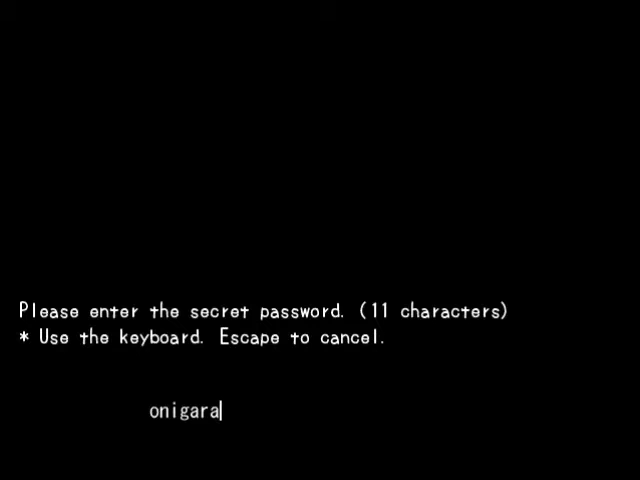 Please enter the secret password. (11 characters)
* Use the keyboard. Escape to cancel.
onigara